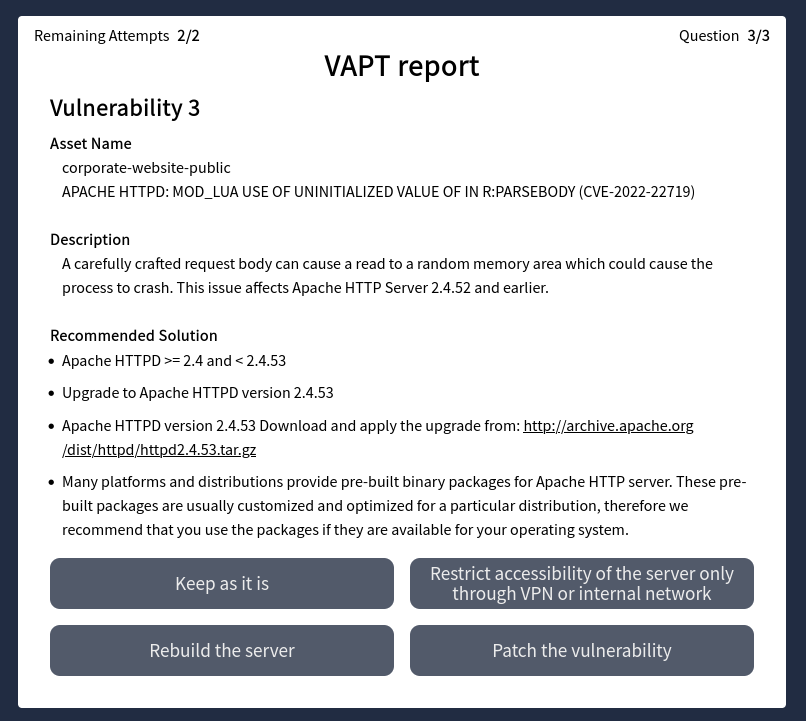 Remaining Attempts 2/2
Question 3/3
VAPT report
Vulnerability 3
Asset Name
corporate-website-public
APACHE HTTPD: MOD_LUA USE OF UNINITIALIZED VALUE OF IN R:PARSEBODY (CVE-2022-22719)
Description
A carefully crafted request body can cause a read to a random memory area which could cause the
process to crash. This issue affects Apache HTTP Server 2.4.52 and earlier.
Recommended Solution
• Apache HTTPD >= 2.4 and < 2.4.53
• Upgrade to Apache HTTPD version 2.4.53
• Apache HTTPD version 2.4.53 Download and apply the upgrade from: http://archive.apache.org
/dist/httpd/httpd2.4.53.tar.gz
• Many platforms and distributions provide pre-built binary packages for Apache HTTP server. These pre-
built packages are usually customized and optimized for a particular distribution, therefore we
recommend that you use the packages if they are available for your operating system.
Keep as it is
Restrict accessibility of the server only
through VPN or internal network
Rebuild the server
Patch the vulnerability